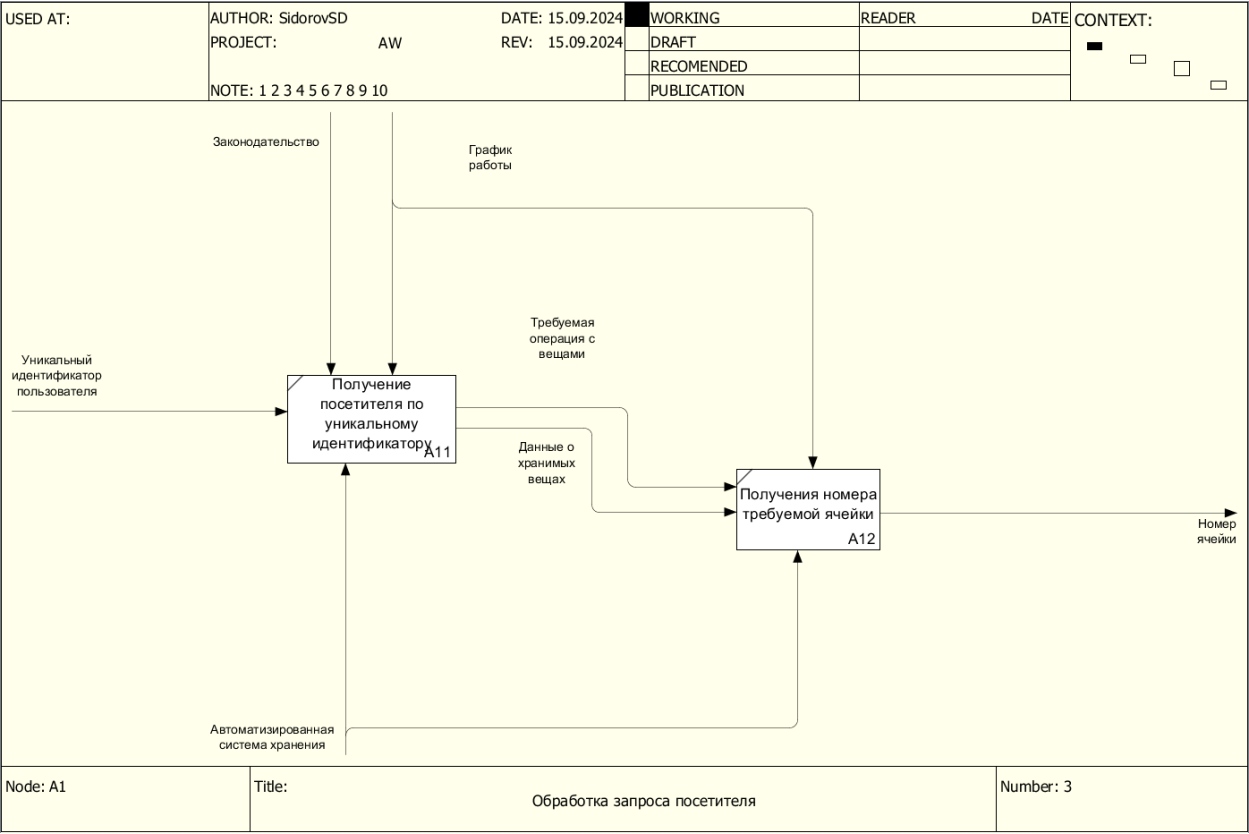 USED AT:
AUTHOR: SidorovSD
DATE: 15.09.2024
PROJECT: AW
REV: 15.09.2024
NOTE: 1 2 3 4 5 6 7 8 9 10
WORKING
DRAFT
RECOMENDED
PUBLICATION
READER
DATE
CONTEXT:
Законодательство
График
работы
Требуемая
операция с
вещами
Уникальный
идентификатор
пользователя
Получение
посетителя по
уникальному
идентификатору
A11
Данные о
хранимых
вещах
Получения номера
требуемой ячейки
A12
Номер
ячейки
Автоматизированная
система хранения
Node: A1
Title:
Обработка запроса посетителя
Number: 3